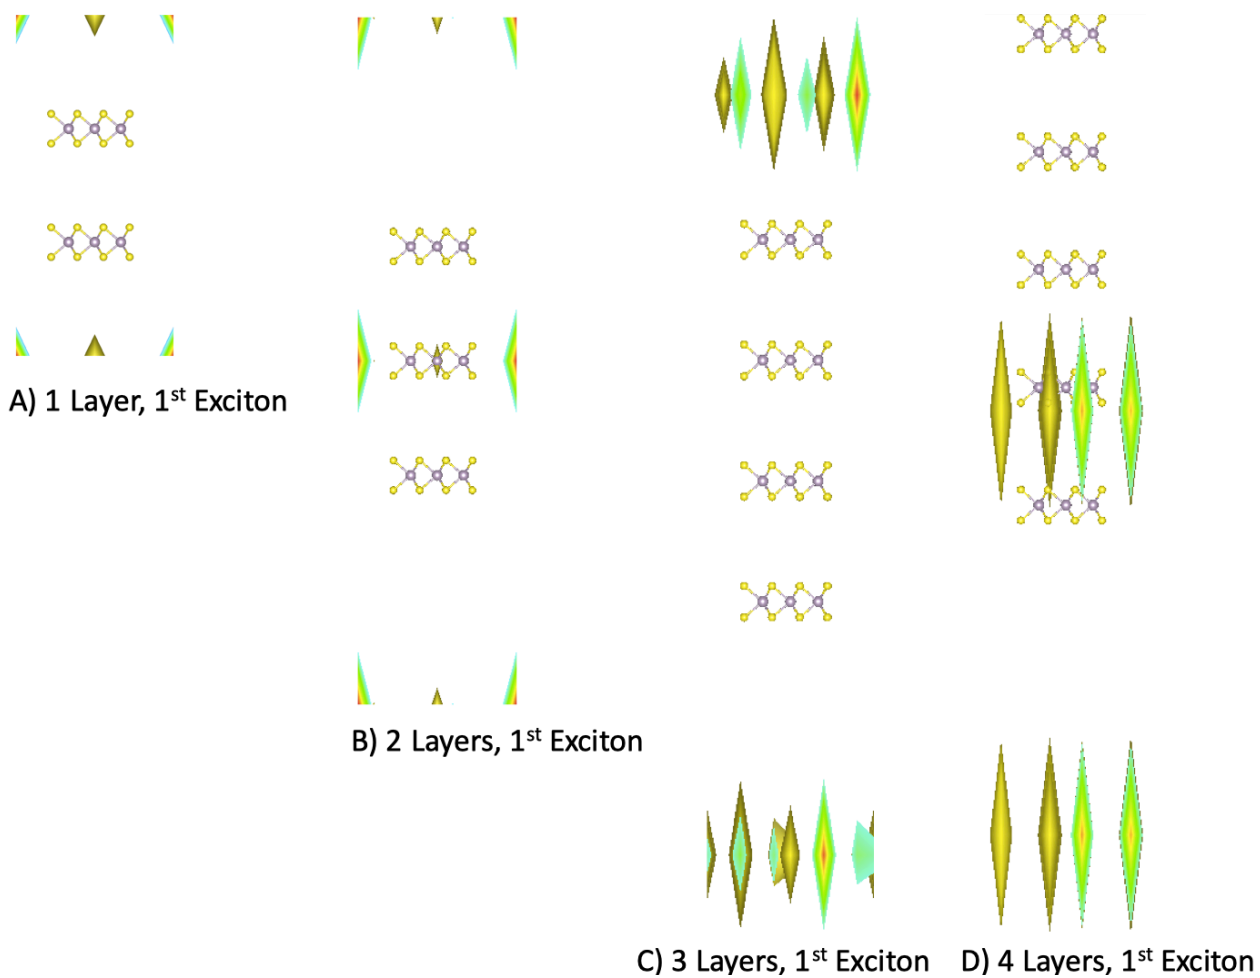 A) 1 Layer, 1st Exciton
B) 2 Layers, 1st Exciton
C) 3 Layers, 1st Exciton
D) 4 Layers, 1st Exciton